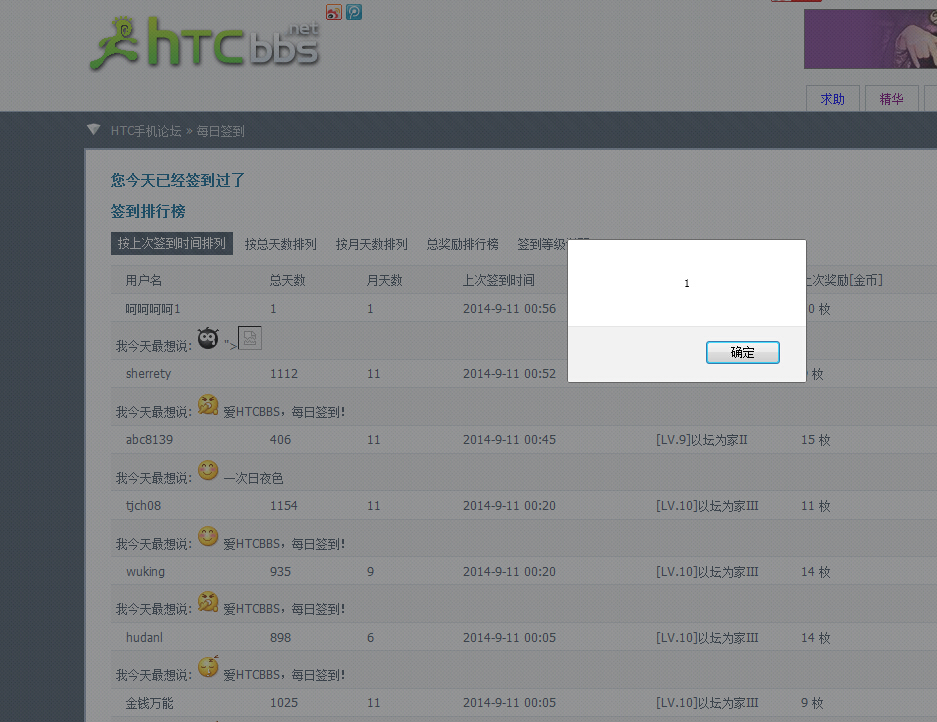 htcbbs.net
求助 精华
HTC手机论坛 » 每日签到
您今天已经签到过了
签到排行榜
按上次签到时间排列 按总天数排列 按月天数排列 总奖励排行榜 签到等级
用户名 总天数 月天数 上次签到时间 上次奖励[金币]
呵呵呵呵1 1 1 2014-9-11 00:56 0 枚
我今天最想说: ">
sherrety 1112 11 2014-9-11 00:52 枚
我今天最想说: 爱HTCBBS，每日签到!
abc8139 406 11 2014-9-11 00:45 [LV.9]以坛为家II 15 枚
我今天最想说: 一次日夜色
tjch08 1154 11 2014-9-11 00:20 [LV.10]以坛为家III 11 枚
我今天最想说: 爱HTCBBS，每日签到!
wuking 935 9 2014-9-11 00:20 [LV.10]以坛为家III 14 枚
我今天最想说: 爱HTCBBS，每日签到!
hudanl 898 6 2014-9-11 00:05 [LV.10]以坛为家III 14 枚
我今天最想说: 爱HTCBBS，每日签到!
金钱万能 1025 11 2014-9-11 00:05 [LV.10]以坛为家III 9 枚
1
确定